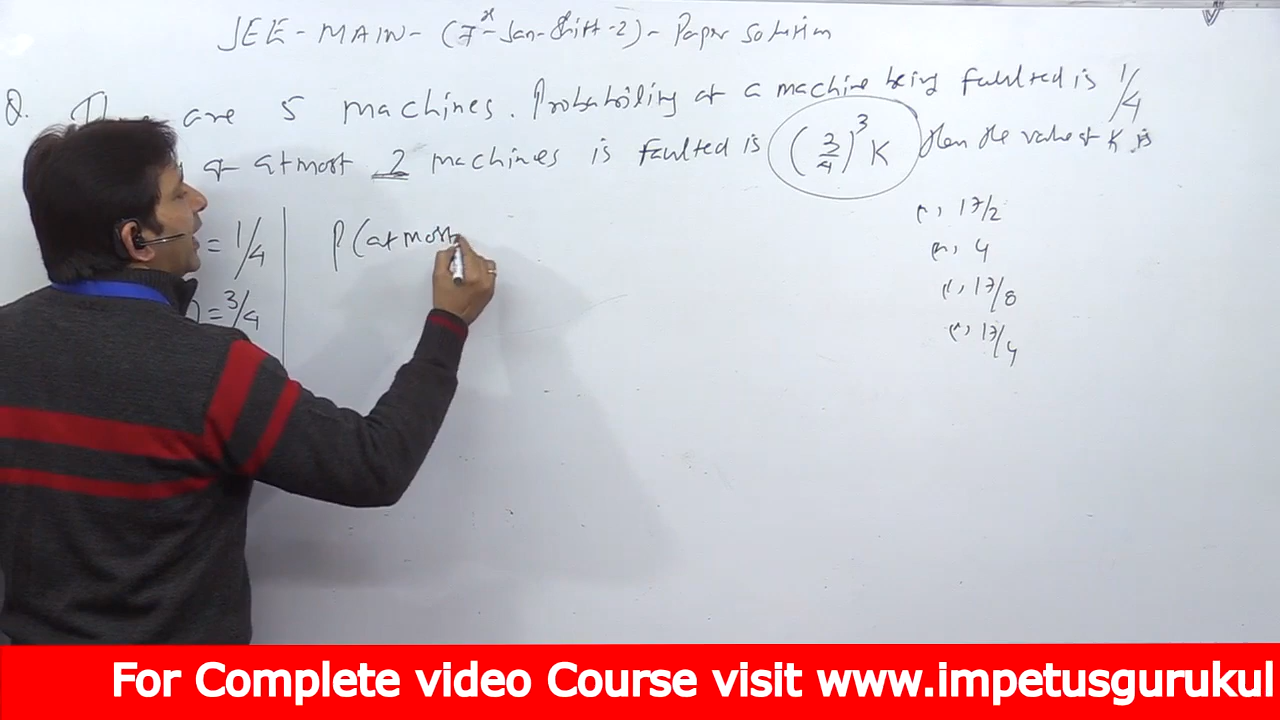 JEE - MAIN - (7 - Jan - Shift - 2) - Paper solution
Q. There are 5 machines. Probability of a machine being faulted is 1/4
of atmost 2 machines is faulted is (3/4)³ K then the value of K is
= 1/4
= 3/4
P(atmost
17/2
4
17/8
17/4
For Complete video Course visit www.impetusgurukul